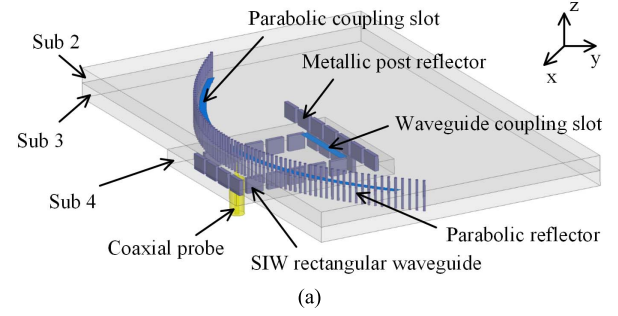 Parabolic coupling slot
Sub 2
Metallic post reflector
z
y
x
Waveguide coupling slot
Sub 3
Sub 4
Parabolic reflector
Coaxial probe
SIW rectangular waveguide
(a)